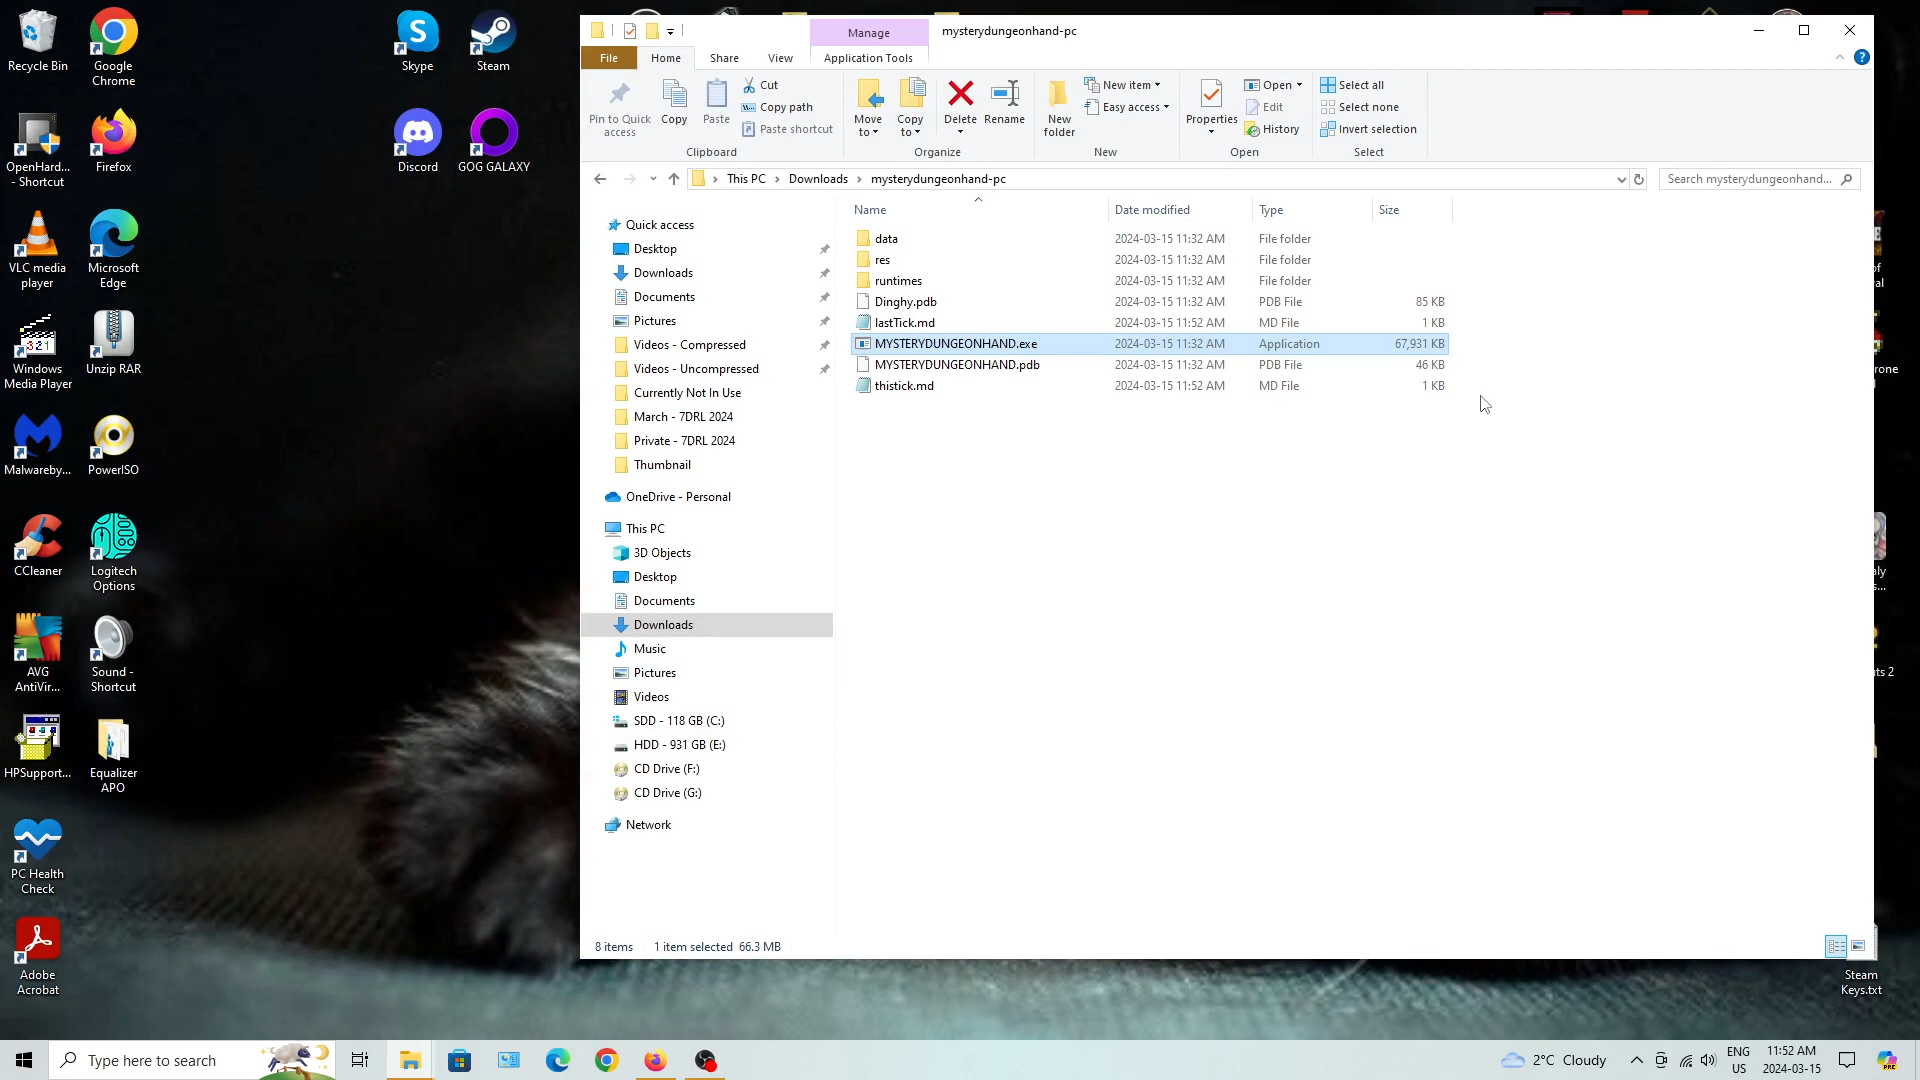 Recycle Bin
Google
Chrome
Skype
Steam
OpenHard...
- Shortcut
Firefox
Discord
GOG GALAXY
VLC media
player
Microsoft
Edge
Windows
Media Player
Unzip RAR
Malwareby...
PowerISO
CCleaner
Logitech
Options
AVG
AntiVir...
Sound -
Shortcut
HPSupport...
Equalizer
APO
PC Health
Check
Adobe
Acrobat
Manage
mysterydungeonhand-pc
File
Home
Share
View
Application Tools
Pin to Quick
access
Copy
Paste
Cut
Copy path
Paste shortcut
Clipboard
Move
to
Copy
to
Delete
Rename
Organize
New
folder
New item
Easy access
New
Properties
Open
Edit
History
Open
Select all
Select none
Invert selection
Select
This PC > Downloads > mysterydungeonhand-pc
Search mysterydungeonhand...
Quick access
Desktop
Downloads
Documents
Pictures
Videos - Compressed
Videos - Uncompressed
Currently Not In Use
March - 7DRL 2024
Private - 7DRL 2024
Thumbnail
OneDrive - Personal
This PC
3D Objects
Desktop
Documents
Downloads
Music
Pictures
Videos
SDD - 118 GB (C:)
HDD - 931 GB (E:)
CD Drive (F:)
CD Drive (G:)
Network
Name Date modified Type Size
data 2024-03-15 11:32 AM File folder
res 2024-03-15 11:32 AM File folder
runtimes 2024-03-15 11:32 AM File folder
Dinghy.pdb 2024-03-15 11:32 AM PDB File 85 KB
lastTick.md 2024-03-15 11:52 AM MD File 1 KB
MYSTERYDUNGEONHAND.exe 2024-03-15 11:32 AM Application 67,931 KB
MYSTERYDUNGEONHAND.pdb 2024-03-15 11:32 AM PDB File 46 KB
thistick.md 2024-03-15 11:52 AM MD File 1 KB
8 items 1 item selected 66.3 MB
Steam
Keys.txt
Type here to search
2°C Cloudy
ENG
US
11:52 AM
2024-03-15